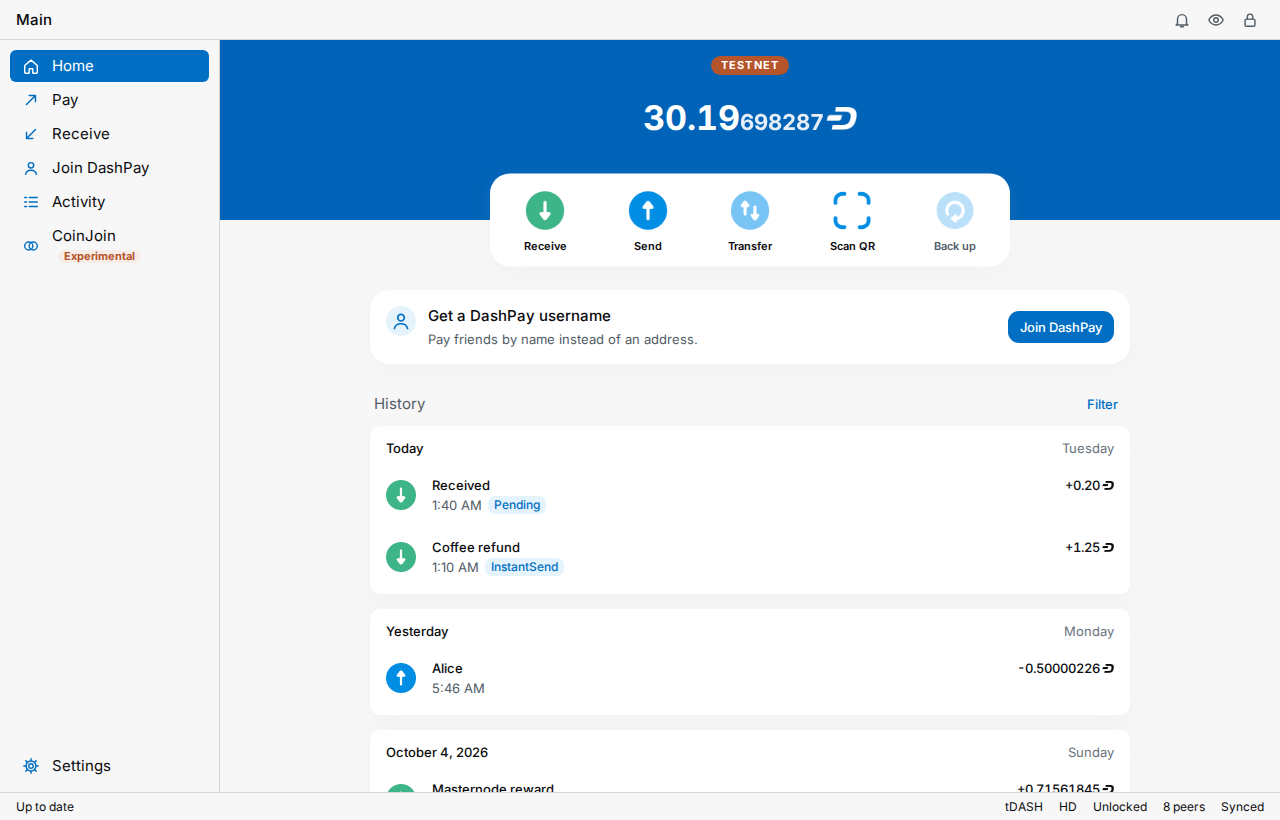 Main
Home
Pay
Receive
Join DashPay
Activity
CoinJoin
Experimental
Settings
TESTNET
30.19698287
Receive
Send
Transfer
Scan QR
Back up
Get a DashPay username
Pay friends by name instead of an address.
Join DashPay
History
Filter
Today
Tuesday
Received
+0.20
1:40 AM Pending
Coffee refund
+1.25
1:10 AM InstantSend
Yesterday
Monday
Alice
-0.50000226
5:46 AM
October 4, 2026
Sunday
Masternode reward
+0.71561845
Up to date
tDASH HD Unlocked 8 peers Synced